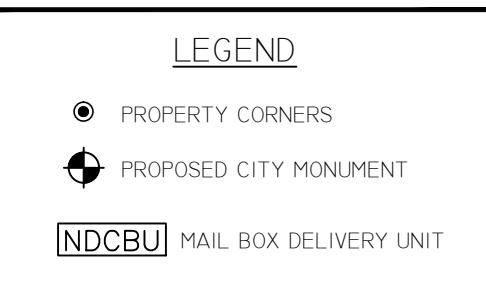 LEGEND
PROPERTY CORNERS
PROPOSED CITY MONUMENT
NDCBU MAIL BOX DELIVERY UNIT